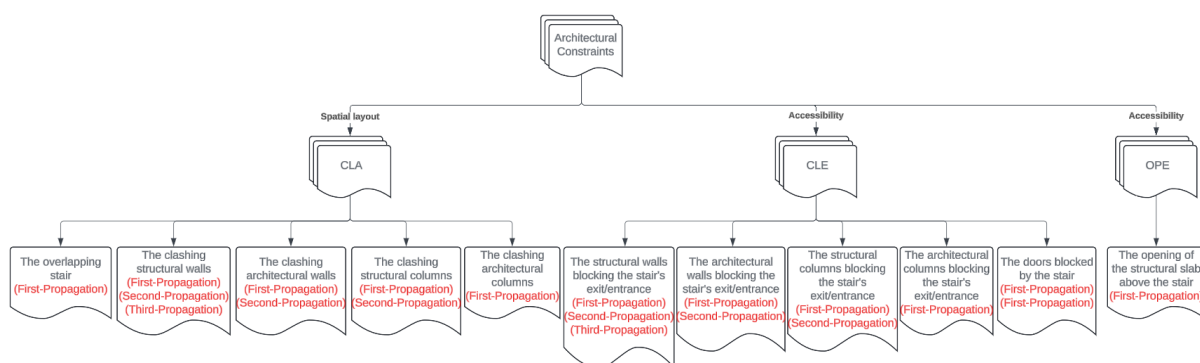 Architectural
Constraints
Spatial layout
Accessibility
Accessibility
CLA
CLE
OPE
The overlapping
stair
(First-Propagation)
The clashing
structural walls
(First-Propagation)
(Second-Propagation)
(Third-Propagation)
The clashing
architectural walls
(First-Propagation)
(Second-Propagation)
The clashing
structural columns
(First-Propagation)
(Second-Propagation)
The clashing
architectural
columns
(First-Propagation)
The structural walls
blocking the stair's
exit/entrance
(First-Propagation)
(Second-Propagation)
(Third-Propagation)
The architectural
walls blocking the
stair's exit/entrance
(First-Propagation)
(Second-Propagation)
The structural
columns blocking
the stair's
exit/entrance
(First-Propagation)
(Second-Propagation)
The architectural
columns blocking
the stair's
exit/entrance
(First-Propagation)
The doors blocked
by the stair
(First-Propagation)
(First-Propagation)
The opening of
the structural slab
above the stair
(First-Propagation)